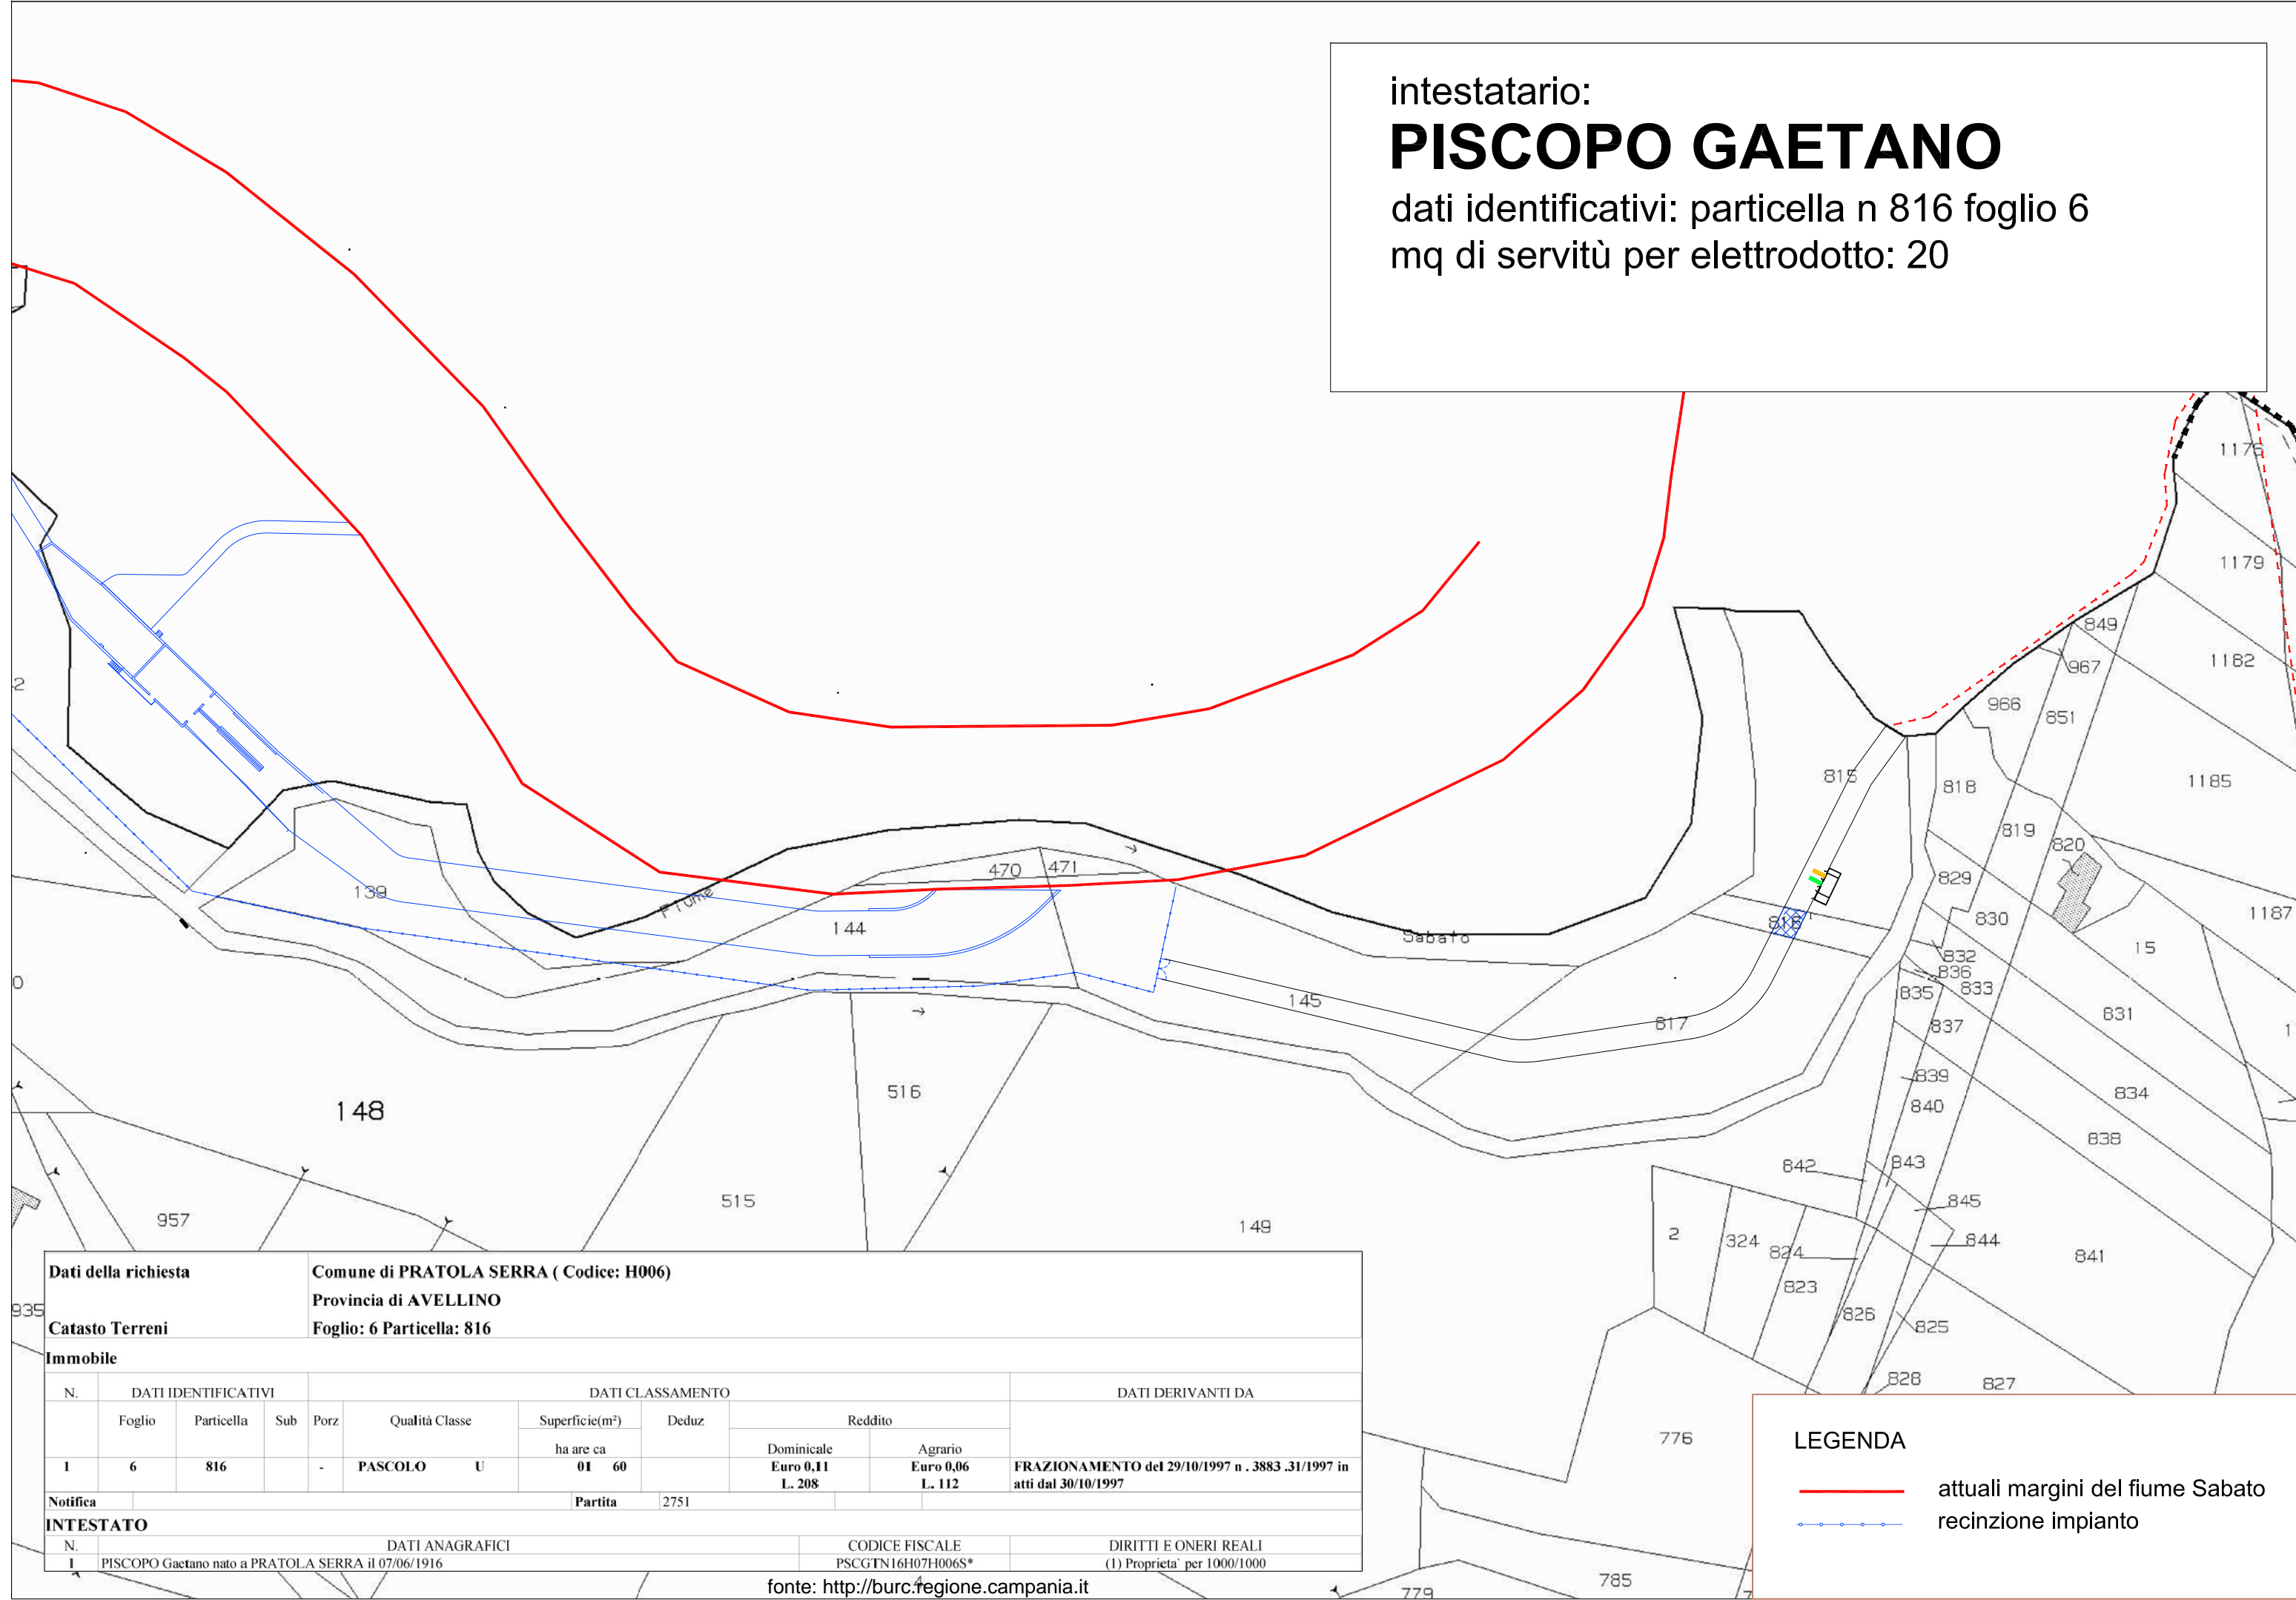 intestatario:
PISCOPO GAETANO
dati identificativi: particella n 816 foglio 6
mq di servitù per elettrodotto: 20
1176
1179
849
1182
967
966
851
2
815
818
1185
819
820
470
471
829
139
1187
Fiume
144
816
830
Sabato
15
832
836
0
835
833
145
831
817
837
1
839
516
834
148
840
838
842
843
515
845
957
149
2
324
844
824
841
823
935
826
825
828
827
776
Dati della richiesta
Comune di PRATOLA SERRA ( Codice: H006)
Provincia di AVELLINO
Catasto Terreni
Foglio: 6 Particella: 816
Immobile
N. DATI IDENTIFICATIVI DATI CLASSAMENTO DATI DERIVANTI DA
Foglio Particella Sub Porz Qualità Classe Superficie(m²) Deduz Reddito
ha are ca Dominicale Agrario
1 6 816 - PASCOLO U 01 60 Euro 0,11 Euro 0,06 FRAZIONAMENTO del 29/10/1997 n . 3883 .31/1997 in
L. 208 L. 112 atti dal 30/10/1997
Notifica Partita 2751
INTESTATO
N. DATI ANAGRAFICI CODICE FISCALE DIRITTI E ONERI REALI
1 PISCOPO Gaetano nato a PRATOLA SERRA il 07/06/1916 PSCGTN16H07H006S* (1) Proprieta` per 1000/1000
fonte: http://burc.regione.campania.it
LEGENDA
attuali margini del fiume Sabato
recinzione impianto
785
779
7